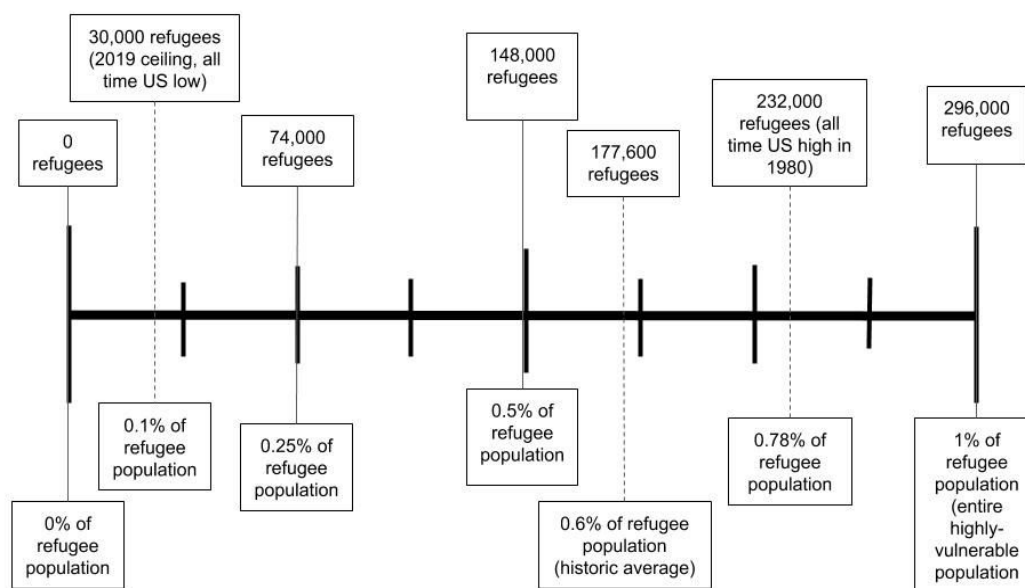 30,000 refugees
(2019 ceiling, all
time US low)
148,000
refugees
0
refugees
74,000
refugees
177,600
refugees
232,000
refugees (all
time US high in
1980)
296,000
refugees
0.1% of
refugee
population
0.25% of
refugee
population
0.5% of
refugee
population
0.78% of
refugee
population
1% of
refugee
population
(entire
highly-
vulnerable
population
0% of
refugee
population
0.6% of refugee
population
(historic average)